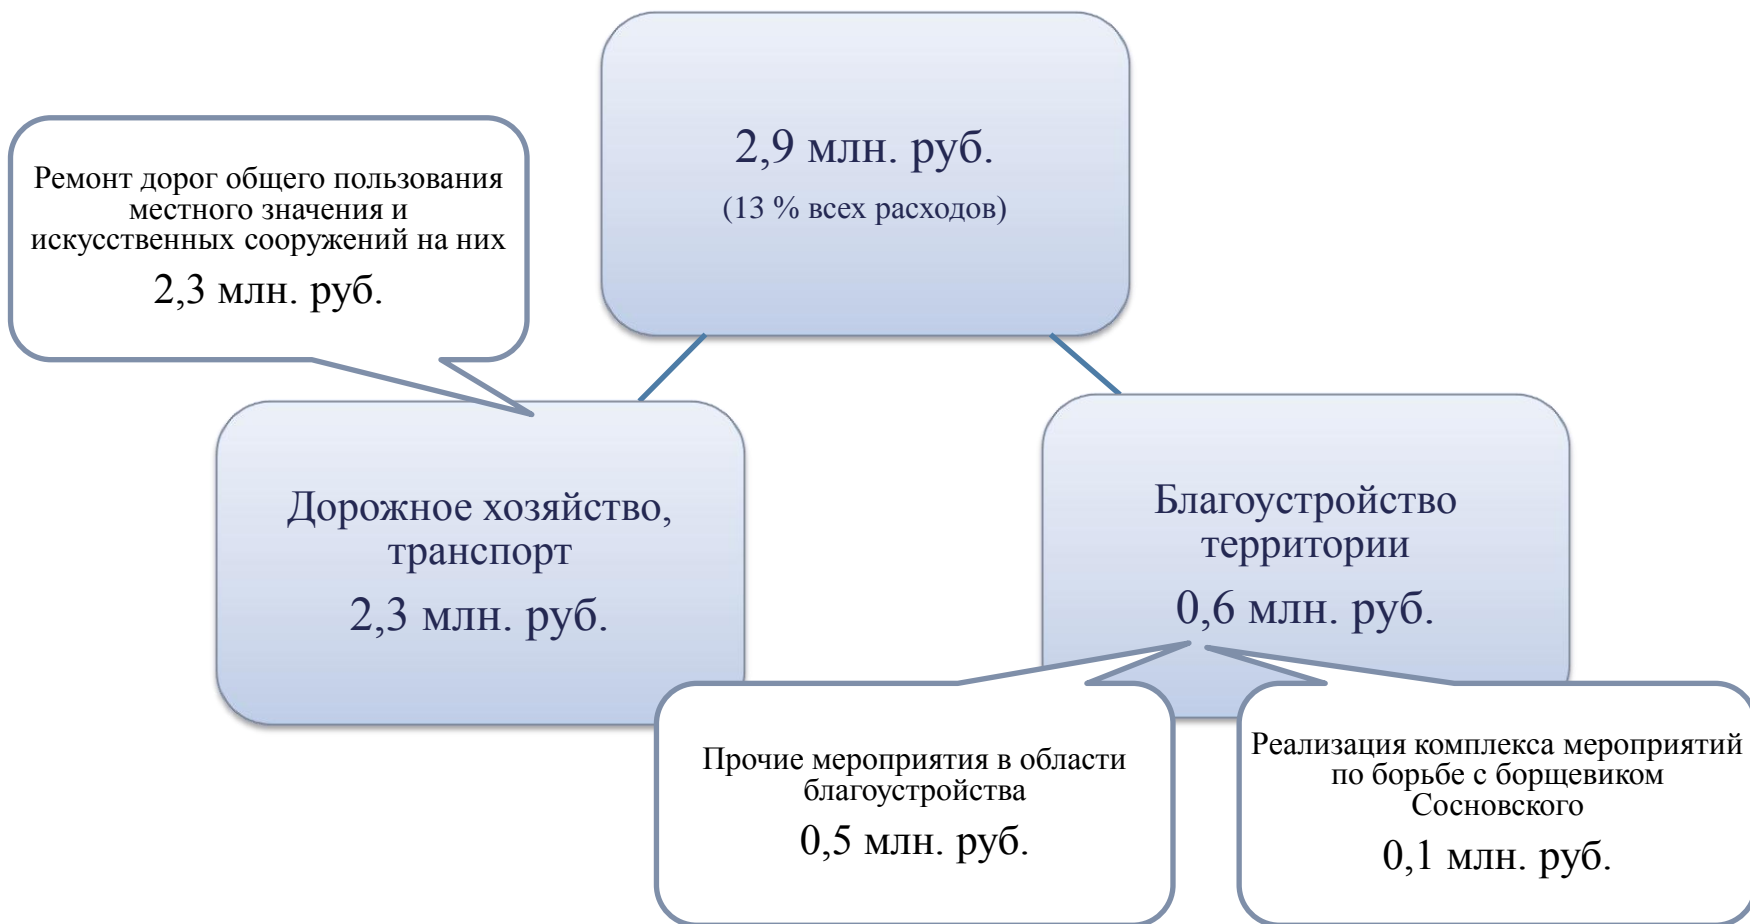 2,9 млн. руб.
(13 % всех расходов)
Ремонт дорог общего пользования
местного значения и
искусственных сооружений на них
2,3 млн. руб.
Дорожное хозяйство,
транспорт
2,3 млн. руб.
Благоустройство
территории
0,6 млн. руб.
Прочие мероприятия в области
благоустройства
0,5 млн. руб.
Реализация комплекса мероприятий
по борьбе с борщевиком
Сосновского
0,1 млн. руб.